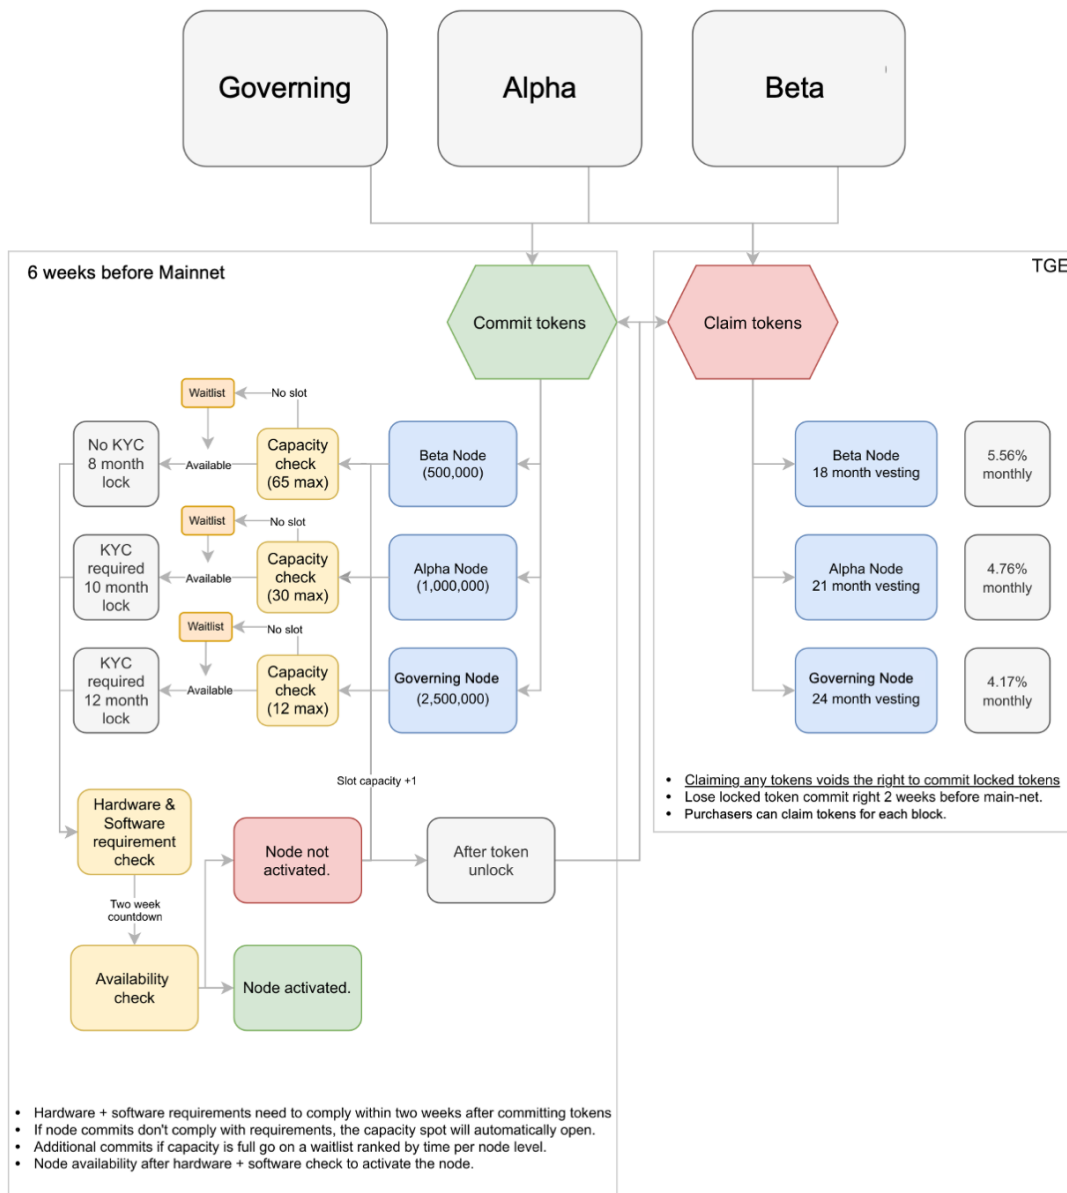 Governing
Alpha
Beta
6 weeks before Mainnet
TGE
Commit tokens
Claim tokens
Waitlist
No slot
No KYC
8 month
lock
Available
Capacity
check
(65 max)
Beta Node
(500,000)
Waitlist
No slot
KYC
required
10 month
lock
Available
Capacity
check
(30 max)
Alpha Node
(1,000,000)
Waitlist
No slot
KYC
required
12 month
lock
Available
Capacity
check
(12 max)
Governing Node
(2,500,000)
Beta Node
18 month vesting
5.56%
monthly
Alpha Node
21 month vesting
4.76%
monthly
Governing Node
24 month vesting
4.17%
monthly
Slot capacity +1
Hardware &
Software
requirement
check
Node not
activated.
After token
unlock
Two week
countdown
Availability
check
Node activated.
• Claiming any tokens voids the right to commit locked tokens
• Lose locked token commit right 2 weeks before main-net.
• Purchasers can claim tokens for each block.
• Hardware + software requirements need to comply within two weeks after committing tokens
• If node commits don't comply with requirements, the capacity spot will automatically open.
• Additional commits if capacity is full go on a waitlist ranked by time per node level.
• Node availability after hardware + software check to activate the node.